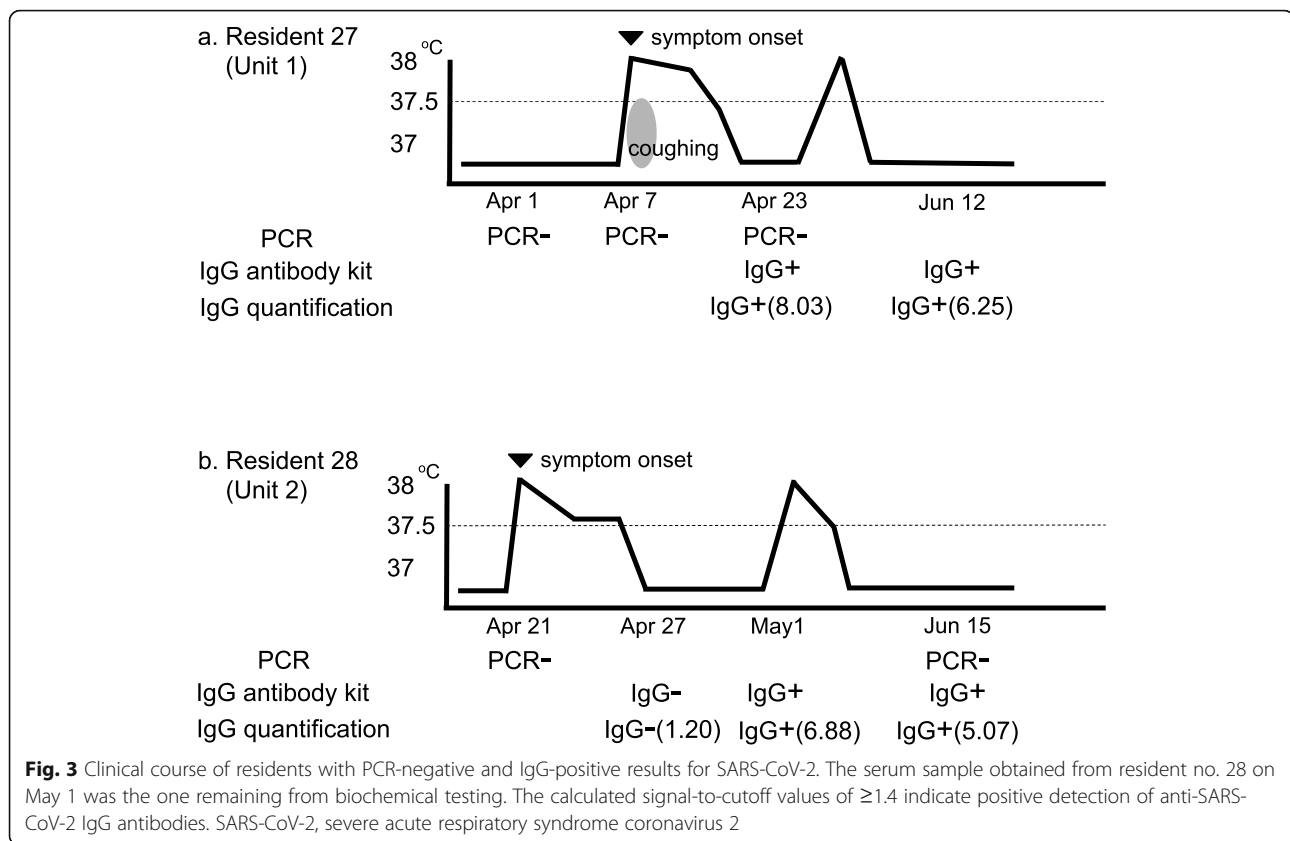 a. Resident 27
(Unit 1)
°C
▼ symptom onset
38
37.5
37
coughing
Apr 1 Apr 7 Apr 23 Jun 12
PCR PCR- PCR- PCR-
IgG antibody kit IgG+ IgG+
IgG quantification IgG+(8.03) IgG+(6.25)
b. Resident 28
(Unit 2)
°C
▼ symptom onset
38
37.5
37
Apr 21 Apr 27 May1 Jun 15
PCR PCR- PCR-
IgG antibody kit IgG- IgG+ IgG+
IgG quantification IgG-(1.20) IgG+(6.88) IgG+(5.07)
Fig. 3 Clinical course of residents with PCR-negative and IgG-positive results for SARS-CoV-2. The serum sample obtained from resident no. 28 on
May 1 was the one remaining from biochemical testing. The calculated signal-to-cutoff values of ≥1.4 indicate positive detection of anti-SARS-
CoV-2 IgG antibodies. SARS-CoV-2, severe acute respiratory syndrome coronavirus 2